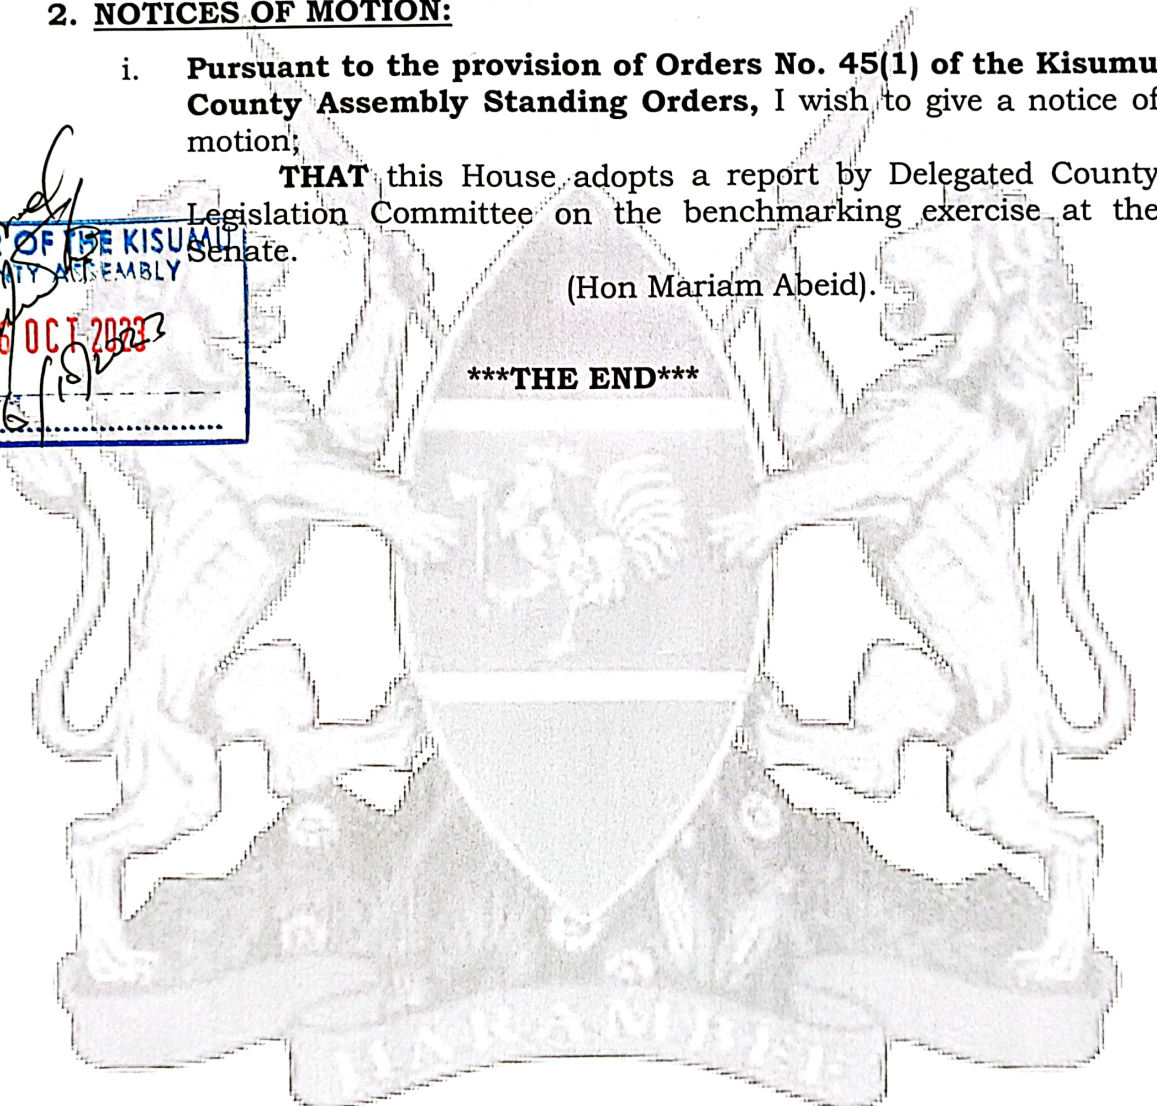 2. NOTICES OF MOTION:
i. Pursuant to the provision of Orders No. 45(1) of the Kisumu
County Assembly Standing Orders, I wish to give a notice of
motion;
THAT this House adopts a report by Delegated County
Legislation Committee on the benchmarking exercise at the
Senate.
(Hon Mariam Abeid).
OF THE KISUMU
ASSEMBLY
6 OCT 2023
***THE END***
HARAMBEE